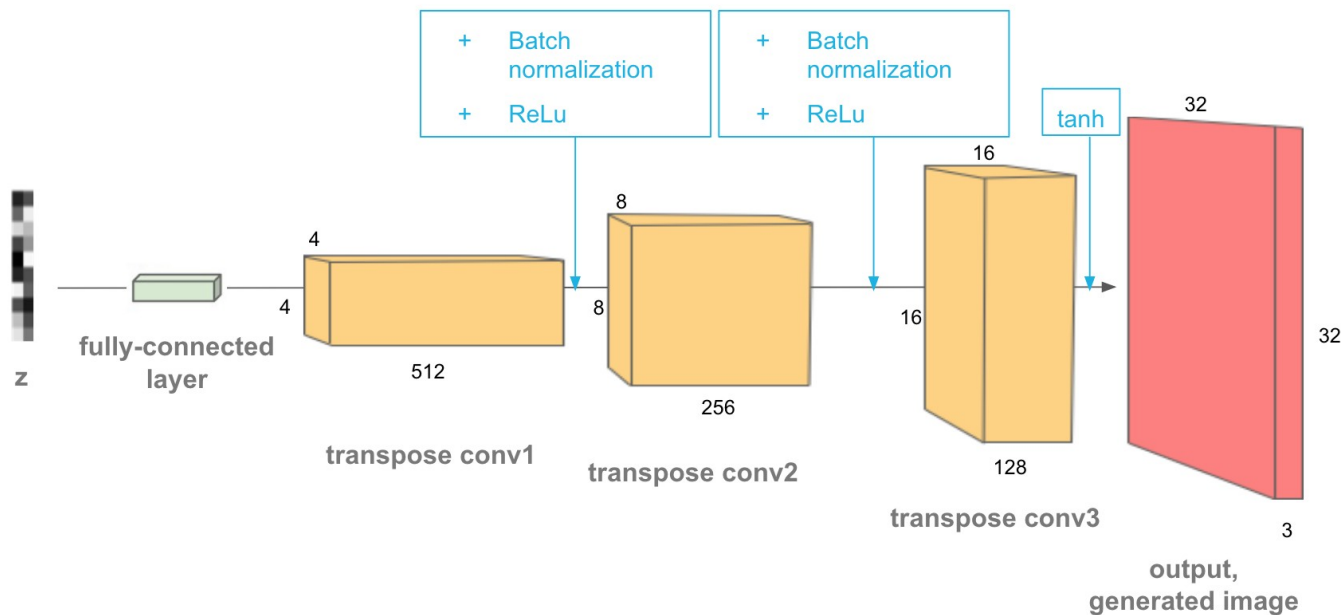 + Batch
normalization
+ ReLu
+ Batch
normalization
+ ReLu
tanh
z
fully-connected
layer
4
4
512
transpose conv1
8
8
256
transpose conv2
16
16
128
transpose conv3
32
32
3
output,
generated image